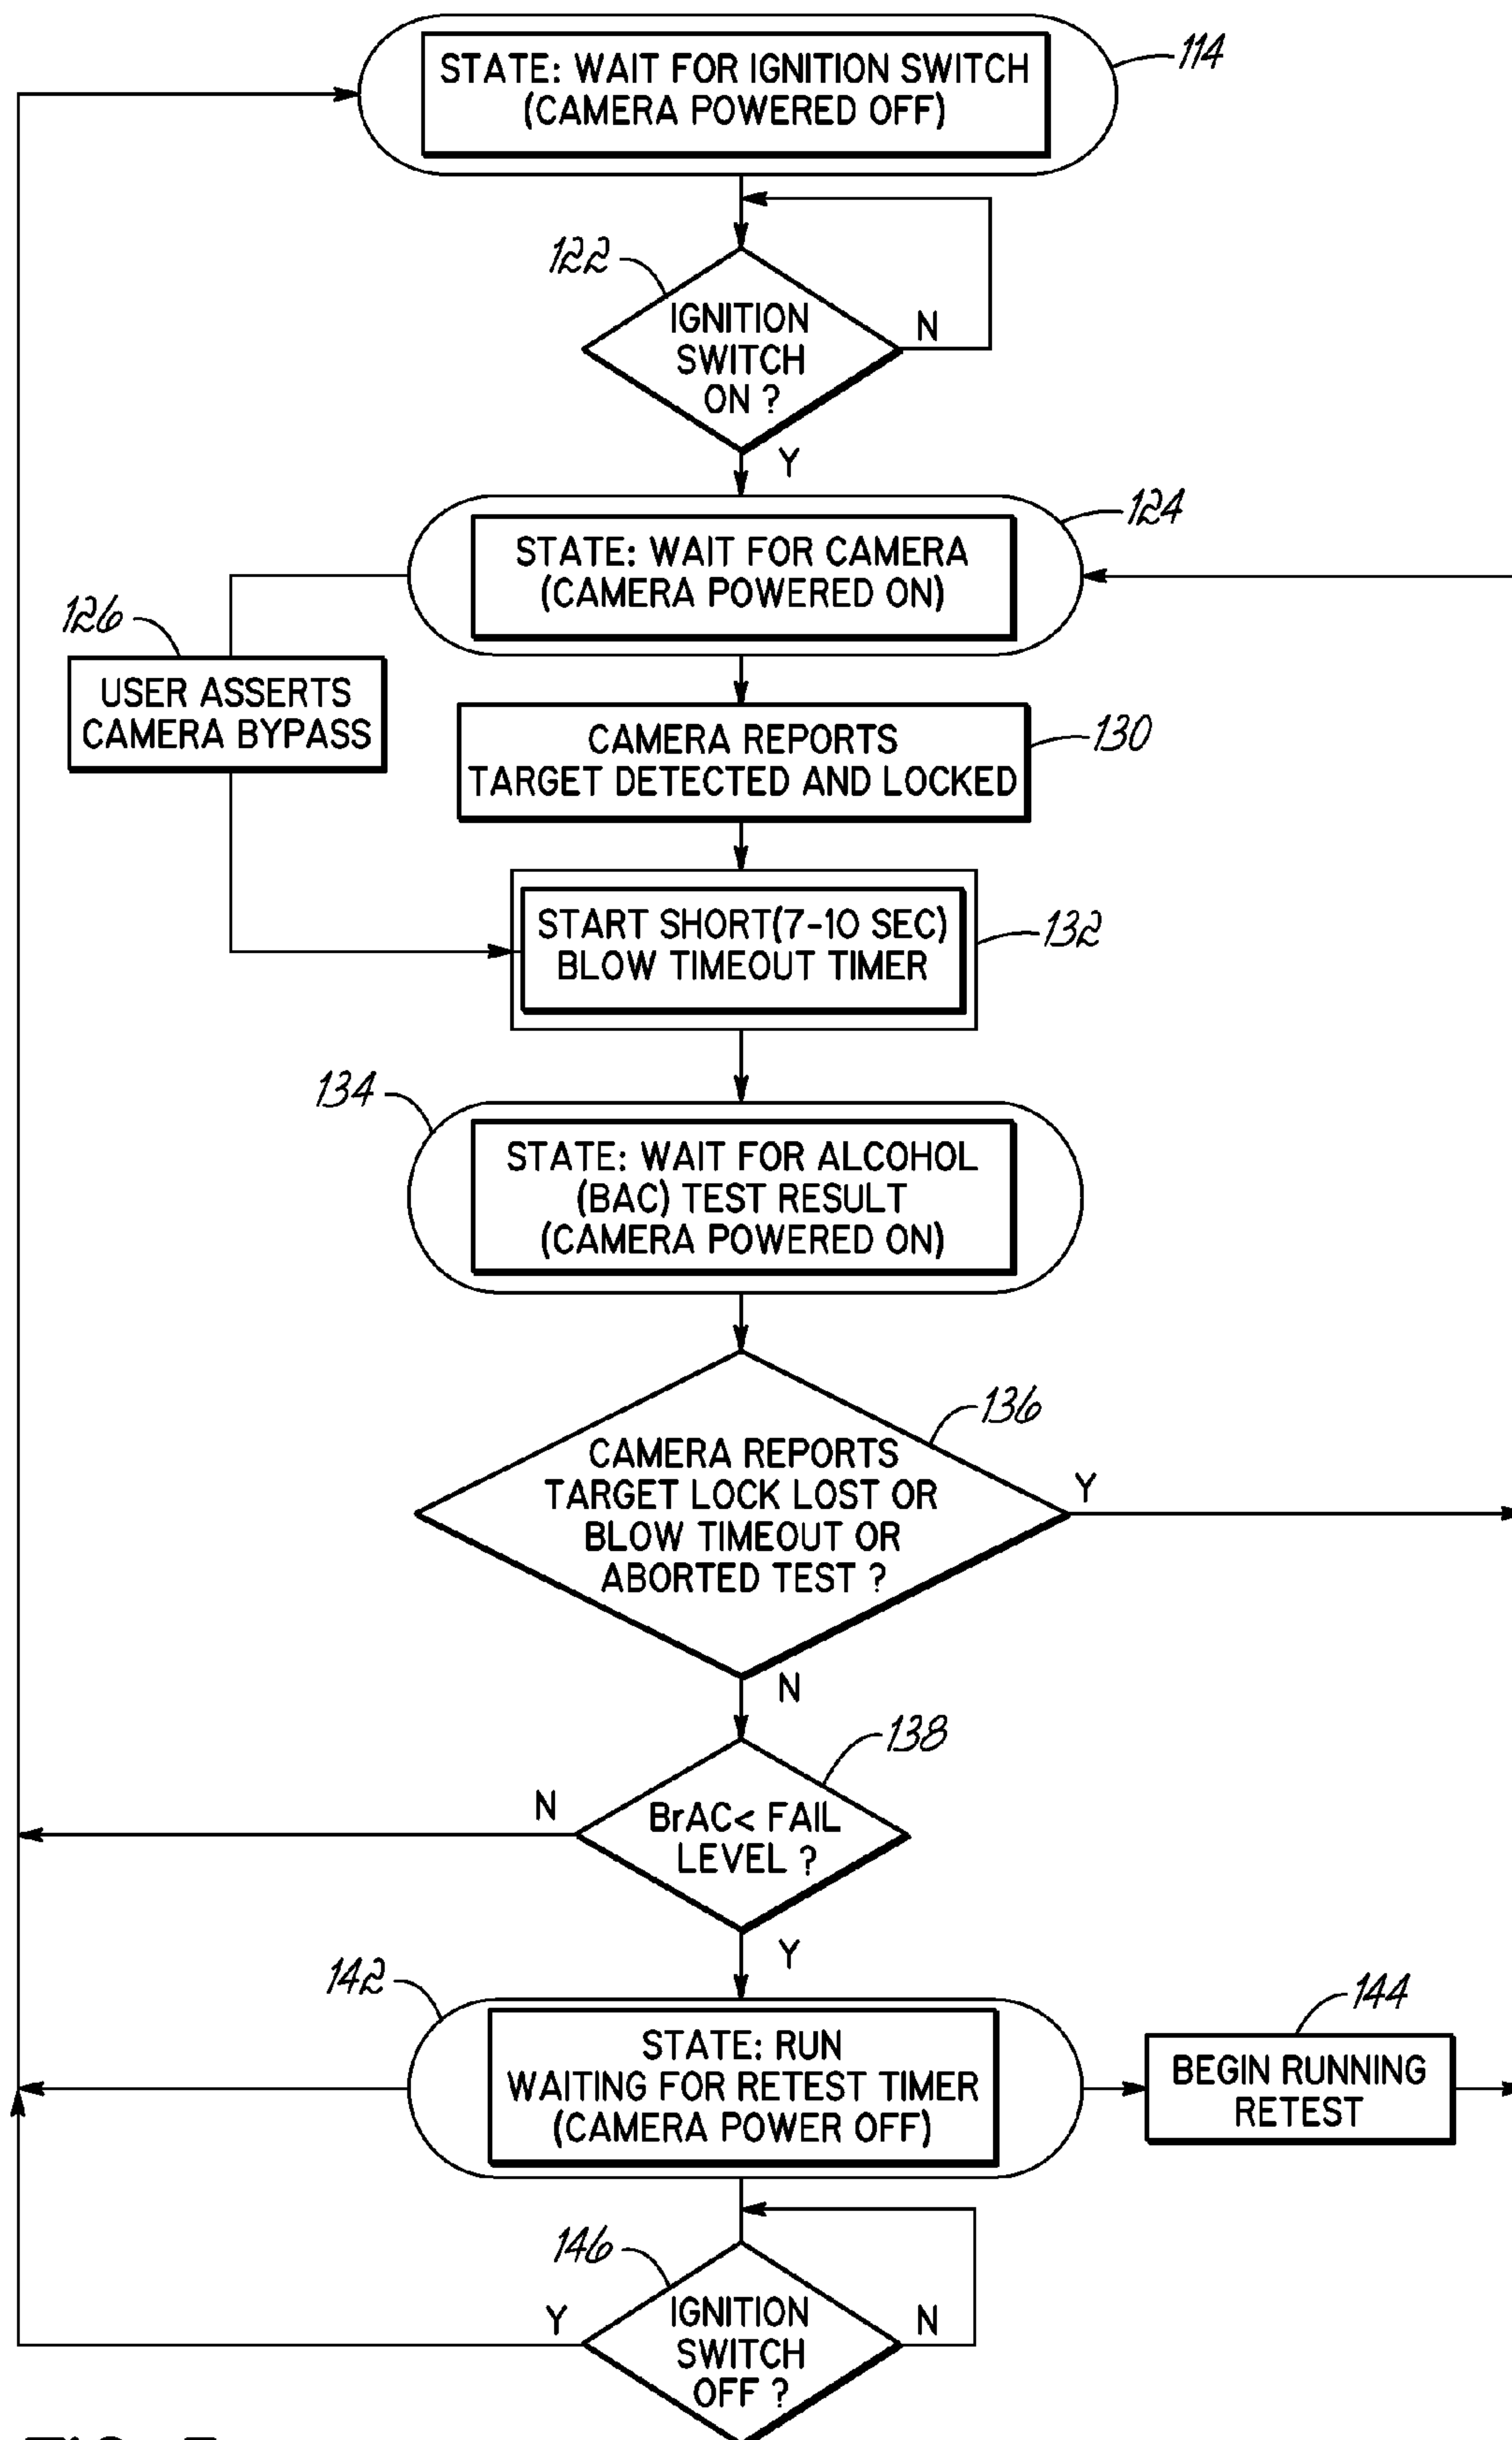 STATE: WAIT FOR IGNITION SWITCH
(CAMERA POWERED OFF)
114
122
IGNITION
SWITCH
ON ?
N
Y
STATE: WAIT FOR CAMERA
(CAMERA POWERED ON)
124
126
USER ASSERTS
CAMERA BYPASS
CAMERA REPORTS
TARGET DETECTED AND LOCKED
130
START SHORT(7-10 SEC)
BLOW TIMEOUT TIMER
132
134
STATE: WAIT FOR ALCOHOL
(BAC) TEST RESULT
(CAMERA POWERED ON)
136
CAMERA REPORTS
TARGET LOCK LOST OR
BLOW TIMEOUT OR
ABORTED TEST ?
Y
N
138
BrAC< FAIL
LEVEL ?
N
Y
142
STATE: RUN
WAITING FOR RETEST TIMER
(CAMERA POWER OFF)
144
BEGIN RUNNING
RETEST
146
IGNITION
SWITCH
OFF ?
Y
N